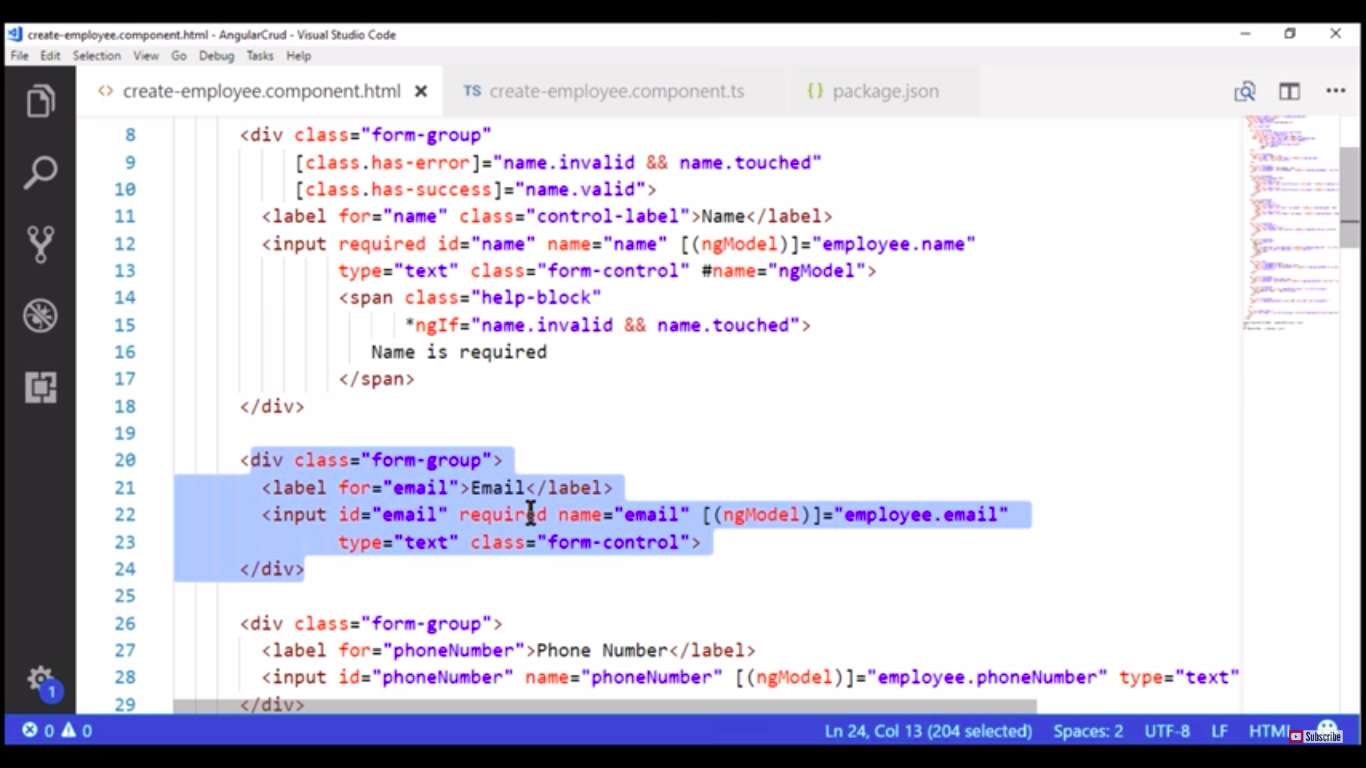 create-employee.component.html - AngularCrud - Visual Studio Code
File Edit Selection View Go Debug Tasks Help
<> create-employee.component.html × TS create-employee.component.ts {} package.json
8 <div class="form-group"
9 [class.has-error]="name.invalid && name.touched"
10 [class.has-success]="name.valid">
11 <label for="name" class="control-label">Name</label>
12 <input required id="name" name="name" [(ngModel)]="employee.name"
13 type="text" class="form-control" #name="ngModel">
14 <span class="help-block"
15 *ngIf="name.invalid && name.touched">
16 Name is required
17 </span>
18 </div>
19
20 <div class="form-group">
21 <label for="email">Email</label>
22 <input id="email" required name="email" [(ngModel)]="employee.email"
23 type="text" class="form-control">
24 </div>
25
26 <div class="form-group">
27 <label for="phoneNumber">Phone Number</label>
28 <input id="phoneNumber" name="phoneNumber" [(ngModel)]="employee.phoneNumber" type="text"
29 </div>
1
0 0 Ln 24, Col 13 (204 selected) Spaces: 2 UTF-8 LF HTML
Subscribe